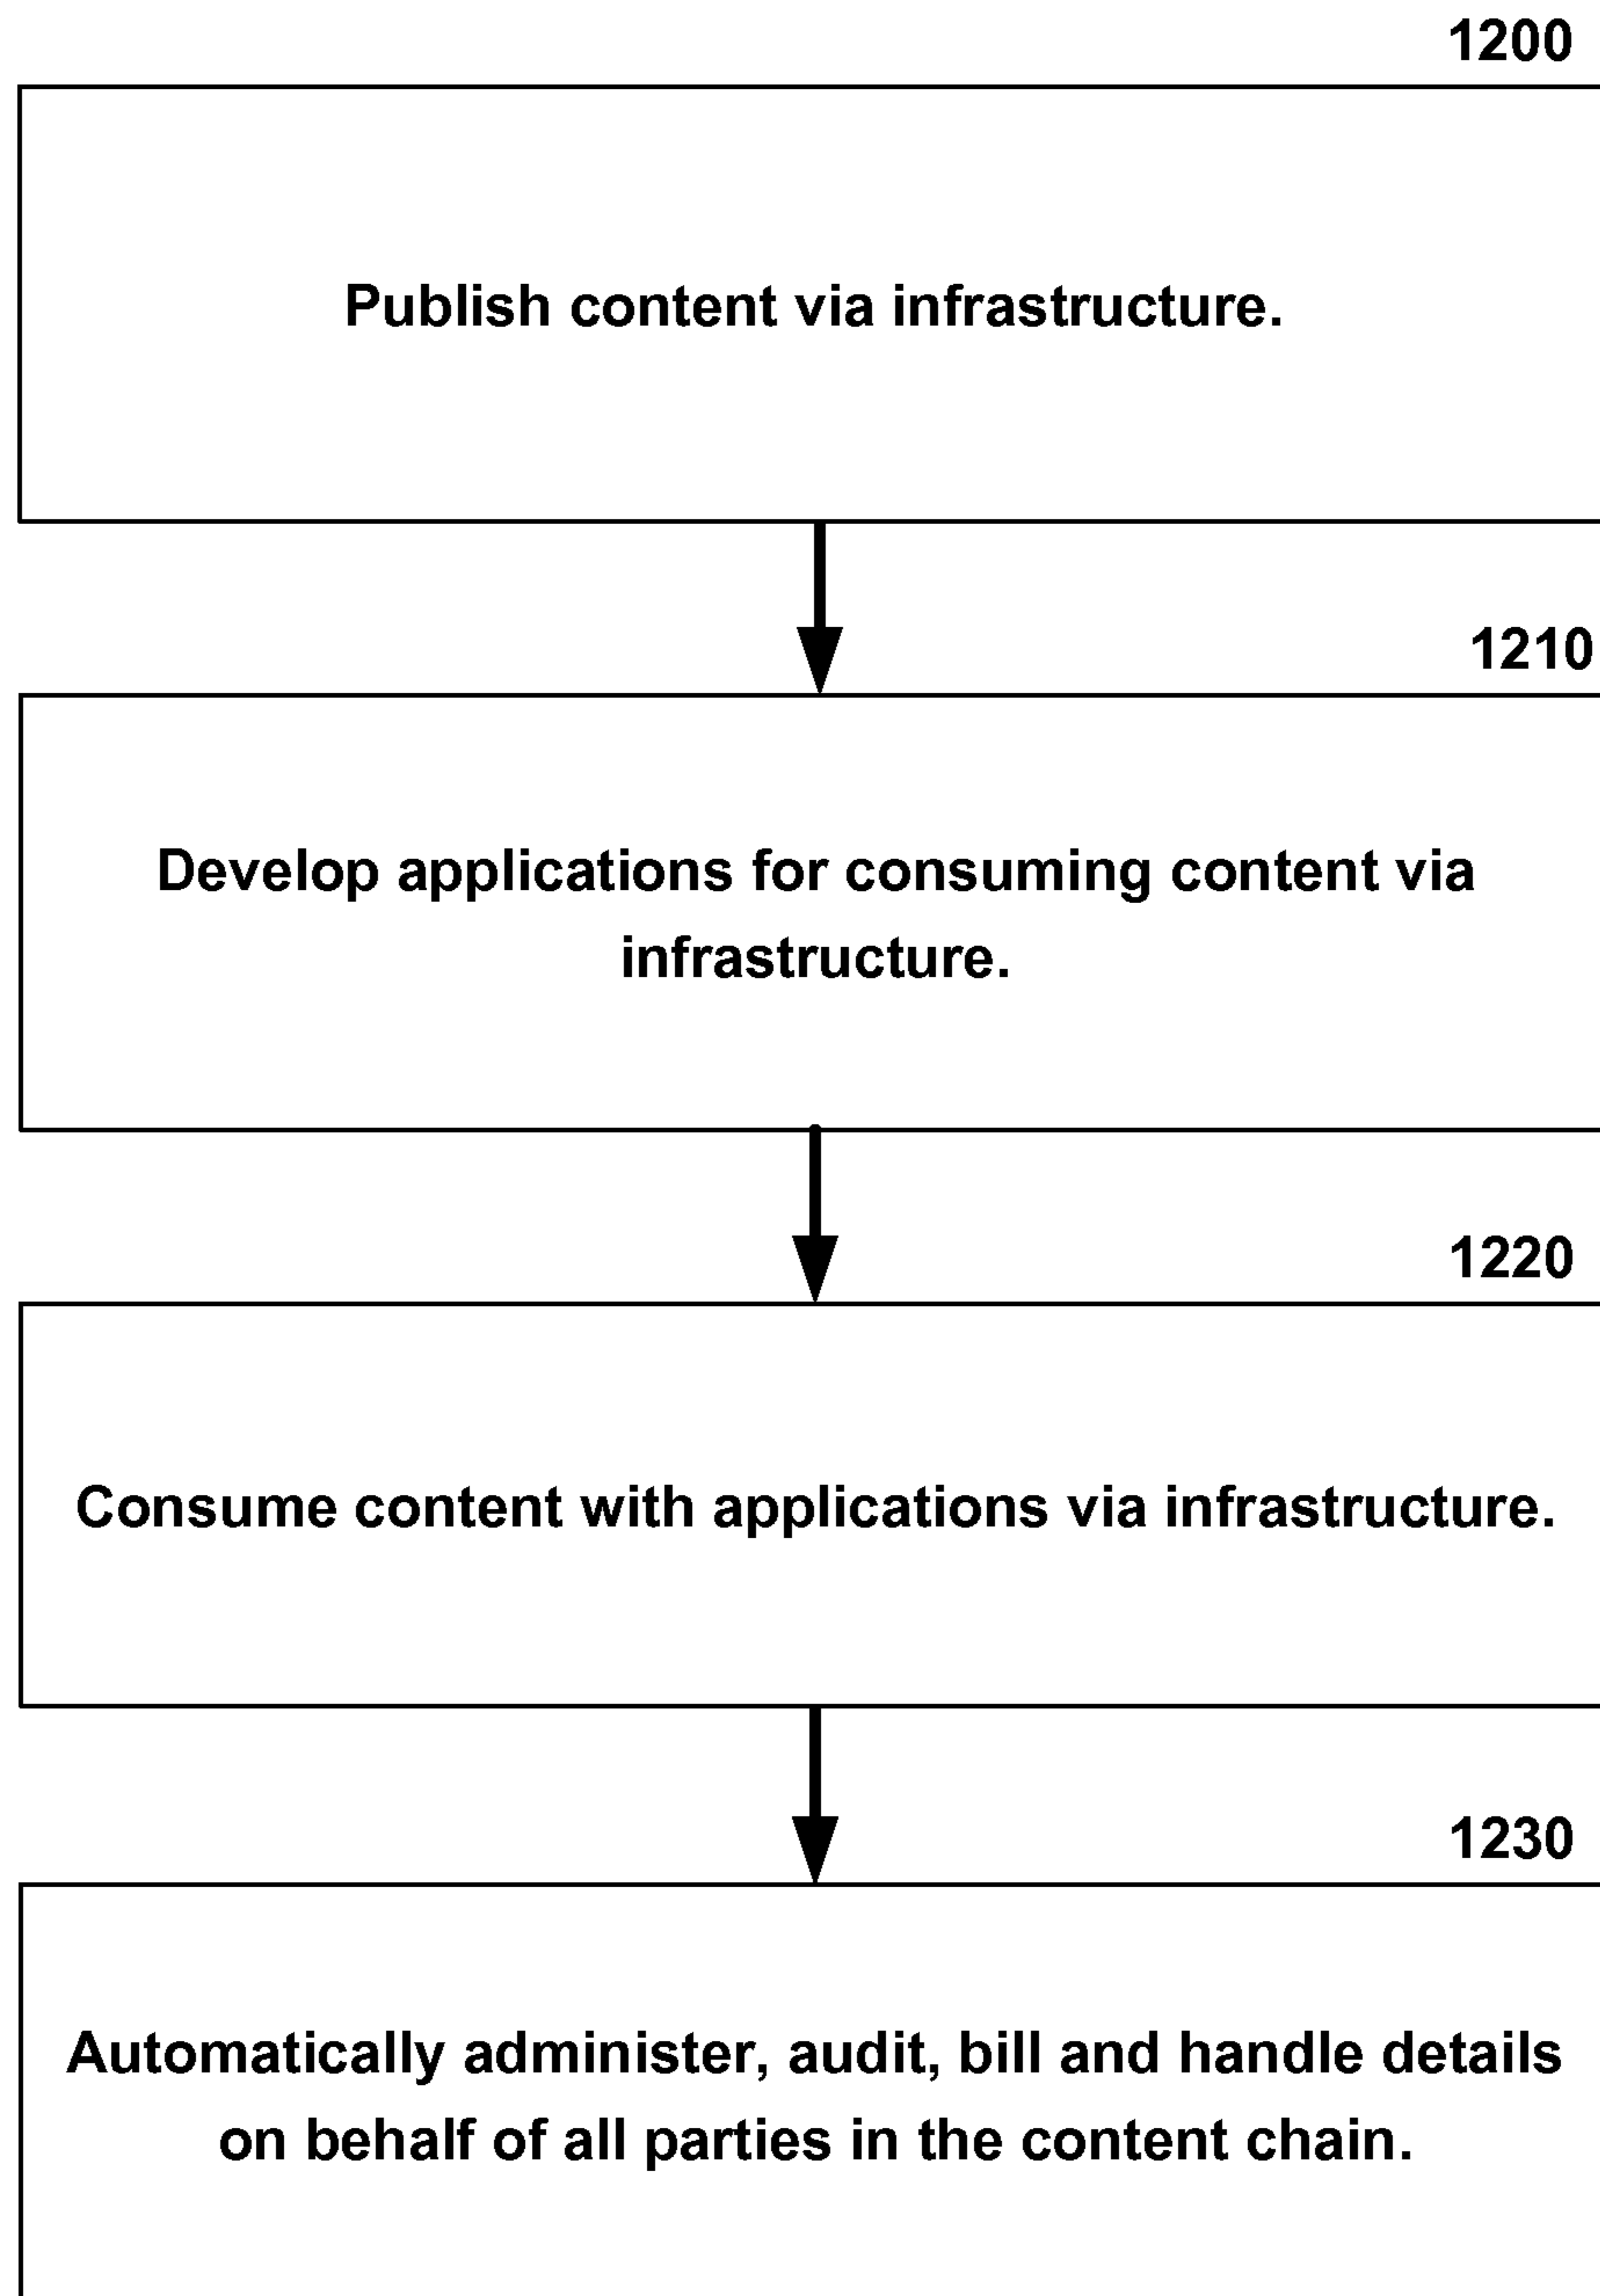 1200
Publish content via infrastructure.
1210
Develop applications for consuming content via
infrastructure.
1220
Consume content with applications via infrastructure.
1230
Automatically administer, audit, bill and handle details
on behalf of all parties in the content chain.